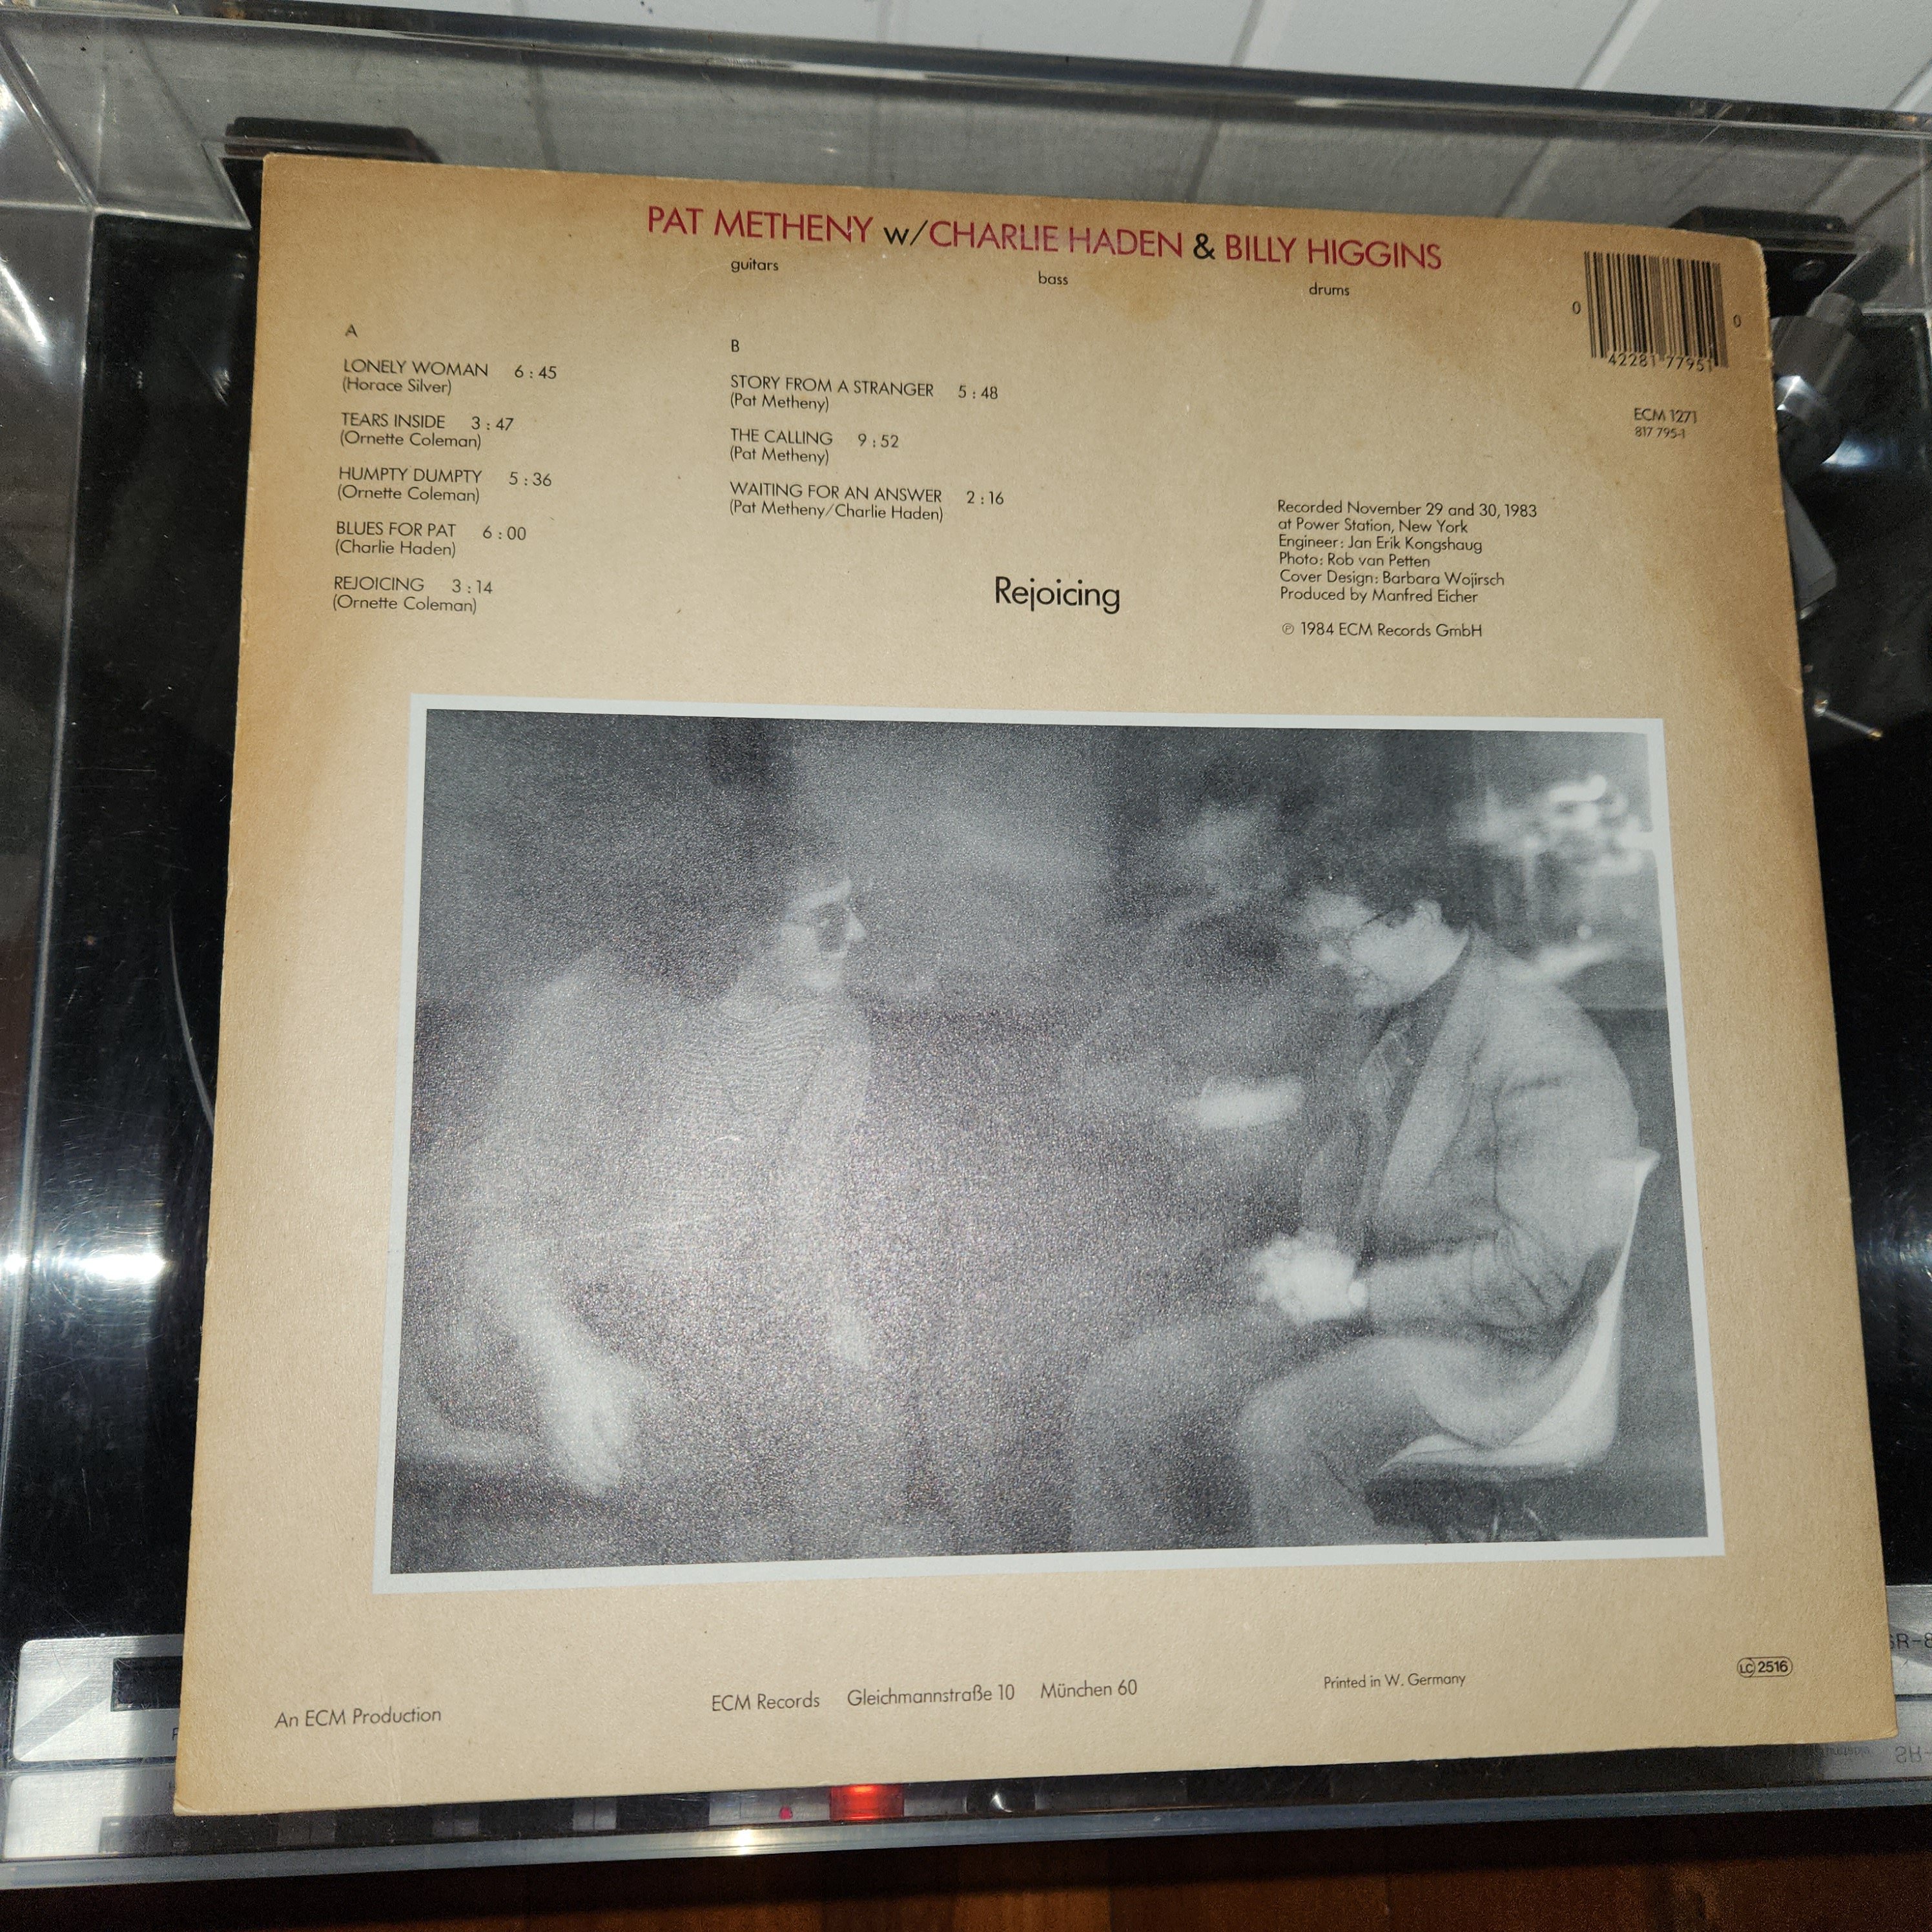 PAT METHENY w/CHARLIE HADEN & BILLY HIGGINS
guitars
bass
drums
0
42281 77951
0
A
LONELY WOMAN 6:45
(Horace Silver)
TEARS INSIDE 3:47
(Ornette Coleman)
HUMPTY DUMPTY 5:36
(Ornette Coleman)
BLUES FOR PAT 6:00
(Charlie Haden)
REJOICING 3:14
(Ornette Coleman)
B
STORY FROM A STRANGER 5:48
(Pat Metheny)
THE CALLING 9:52
(Pat Metheny)
WAITING FOR AN ANSWER 2:16
(Pat Metheny/Charlie Haden)
Rejoicing
ECM 1271
817 795-1
Recorded November 29 and 30, 1983
at Power Station, New York
Engineer: Jan Erik Kongshaug
Photo: Rob van Petten
Cover Design: Barbara Wojirsch
Produced by Manfred Eicher
℗ 1984 ECM Records GmbH
An ECM Production
ECM Records Gleichmannstraße 10 München 60
Printed in W. Germany
LC 2516
SR-8